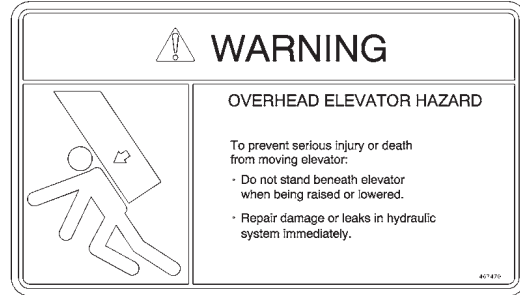 WARNING
OVERHEAD ELEVATOR HAZARD
To prevent serious injury or death
from moving elevator:
• Do not stand beneath elevator
when being raised or lowered.
• Repair damage or leaks in hydraulic
system immediately.
467470